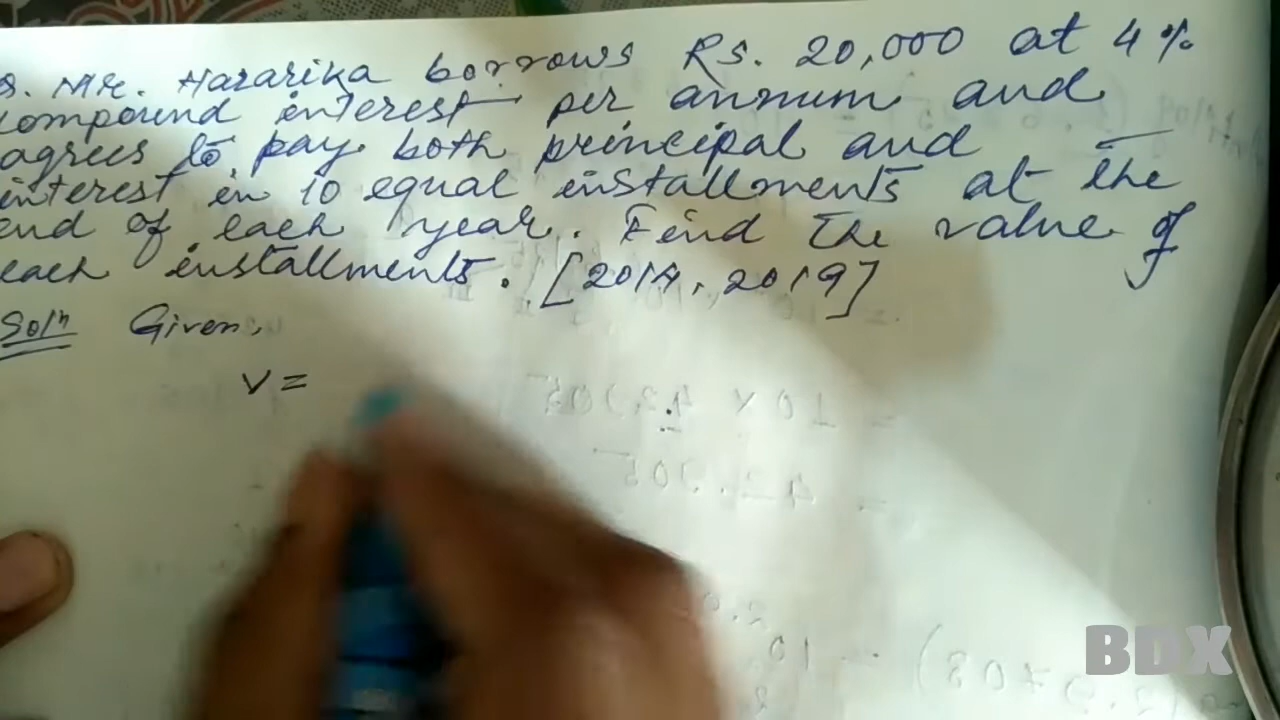 Q. Mr. Hazarika borrows Rs. 20,000 at 4%
compound interest per annum and
agrees to pay both principal and
interest in 10 equal installments at the
end of each year. Find the value of
each installments. [2014, 2019]
Soln Given,
V =
BDX